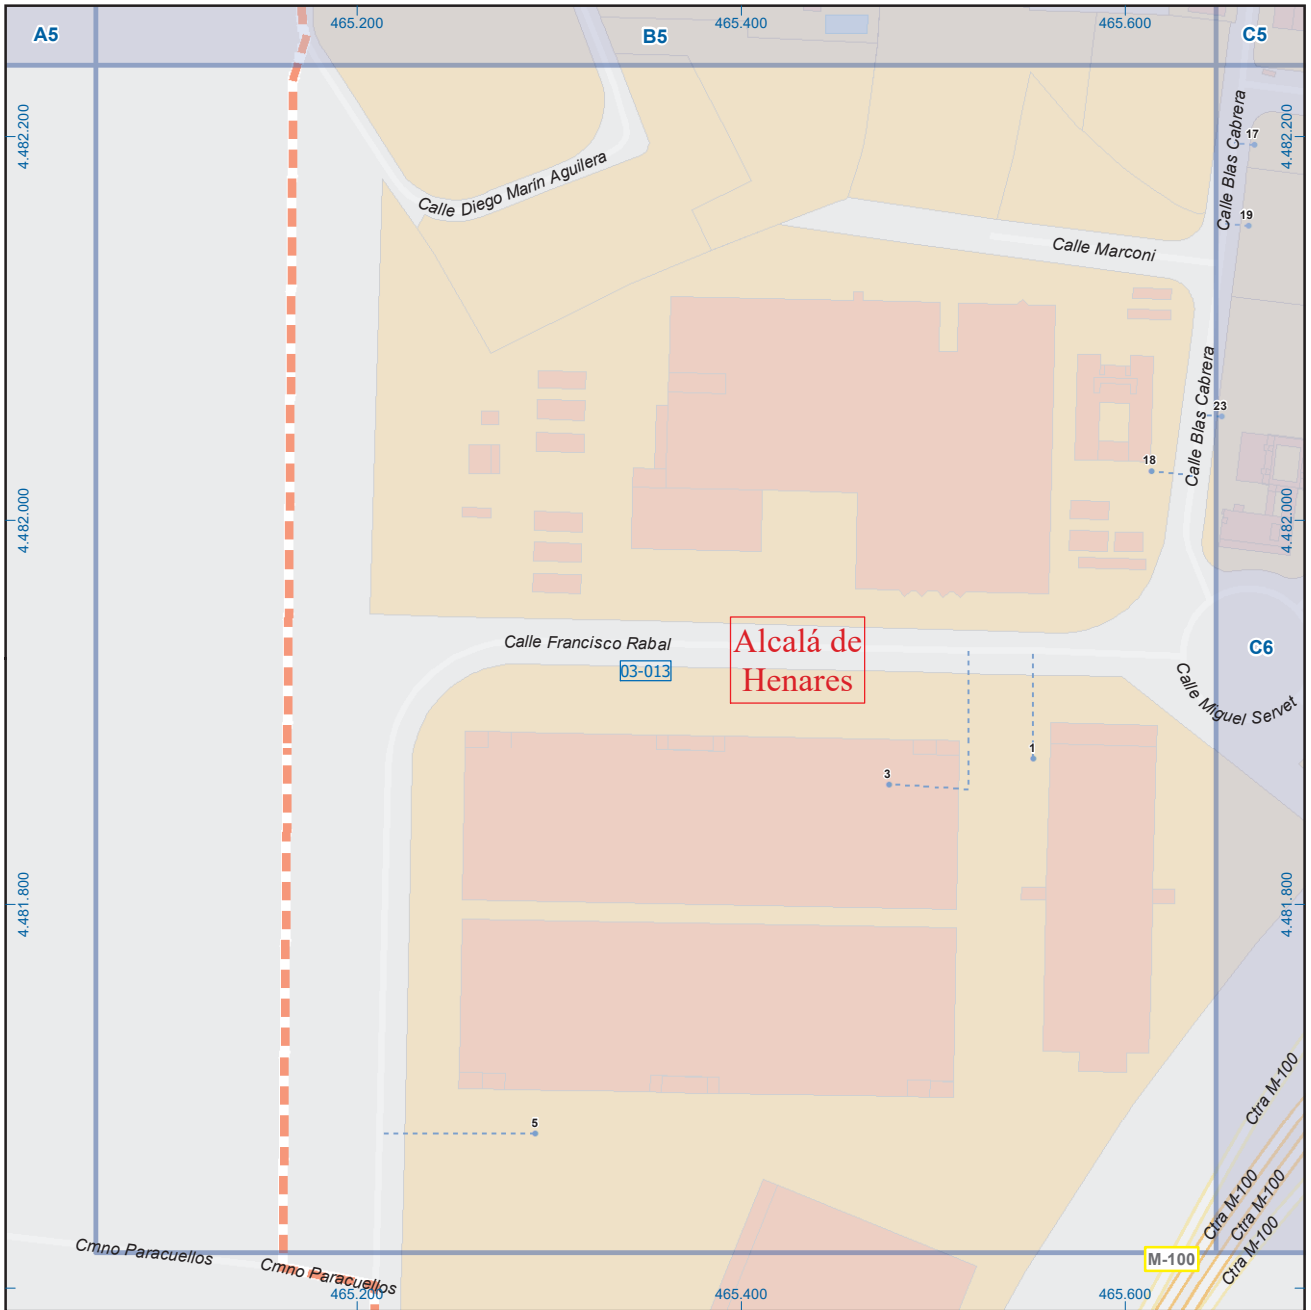 465.200
465.400
465.600
A5
B5
C5
4.482.200
4.482.200
Calle Blas Cabrera
17
Calle Diego Marín Aguilera
19
Calle Marconi
Calle Blas Cabrera
23
18
4.482.000
4.482.000
Calle Francisco Rabal
Alcalá de
Henares
03-013
C6
Calle Miguel Servet
1
3
4.481.800
4.481.800
5
Ctra M-100
Ctra M-100
Ctra M-100
Ctra M-100
Cmno Paracuellos
Cmno Paracuellos
M-100
465.200
465.400
465.600